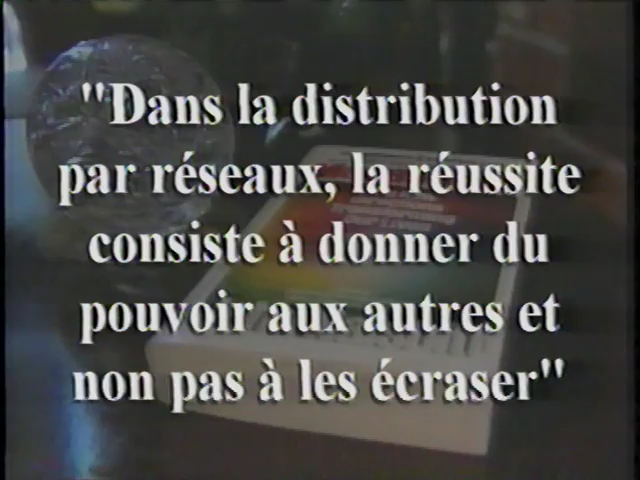 "Dans la distribution
par réseaux, la réussite
consiste à donner du
pouvoir aux autres et
non pas à les écraser"